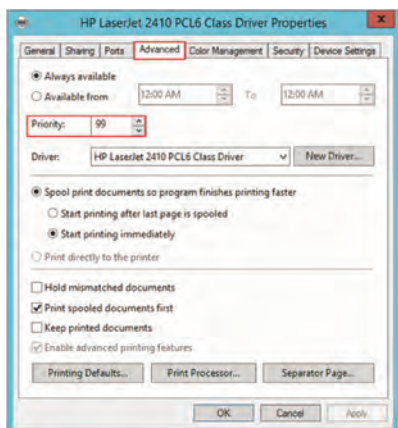 HP LaserJet 2410 PCL6 Class Driver Properties x
General Sharing Ports Advanced Color Management Security Device Settings
Always available
Available from 12:00 AM To 12:00 AM
Priority: 99
Driver: HP LaserJet 2410 PCL6 Class Driver New Driver...
Spool print documents so program finishes printing faster
Start printing after last page is spooled
Start printing immediately
Print directly to the printer
Hold mismatched documents
Print spooled documents first
Keep printed documents
Enable advanced printing features
Printing Defaults... Print Processor... Separator Page...
OK Cancel Apply